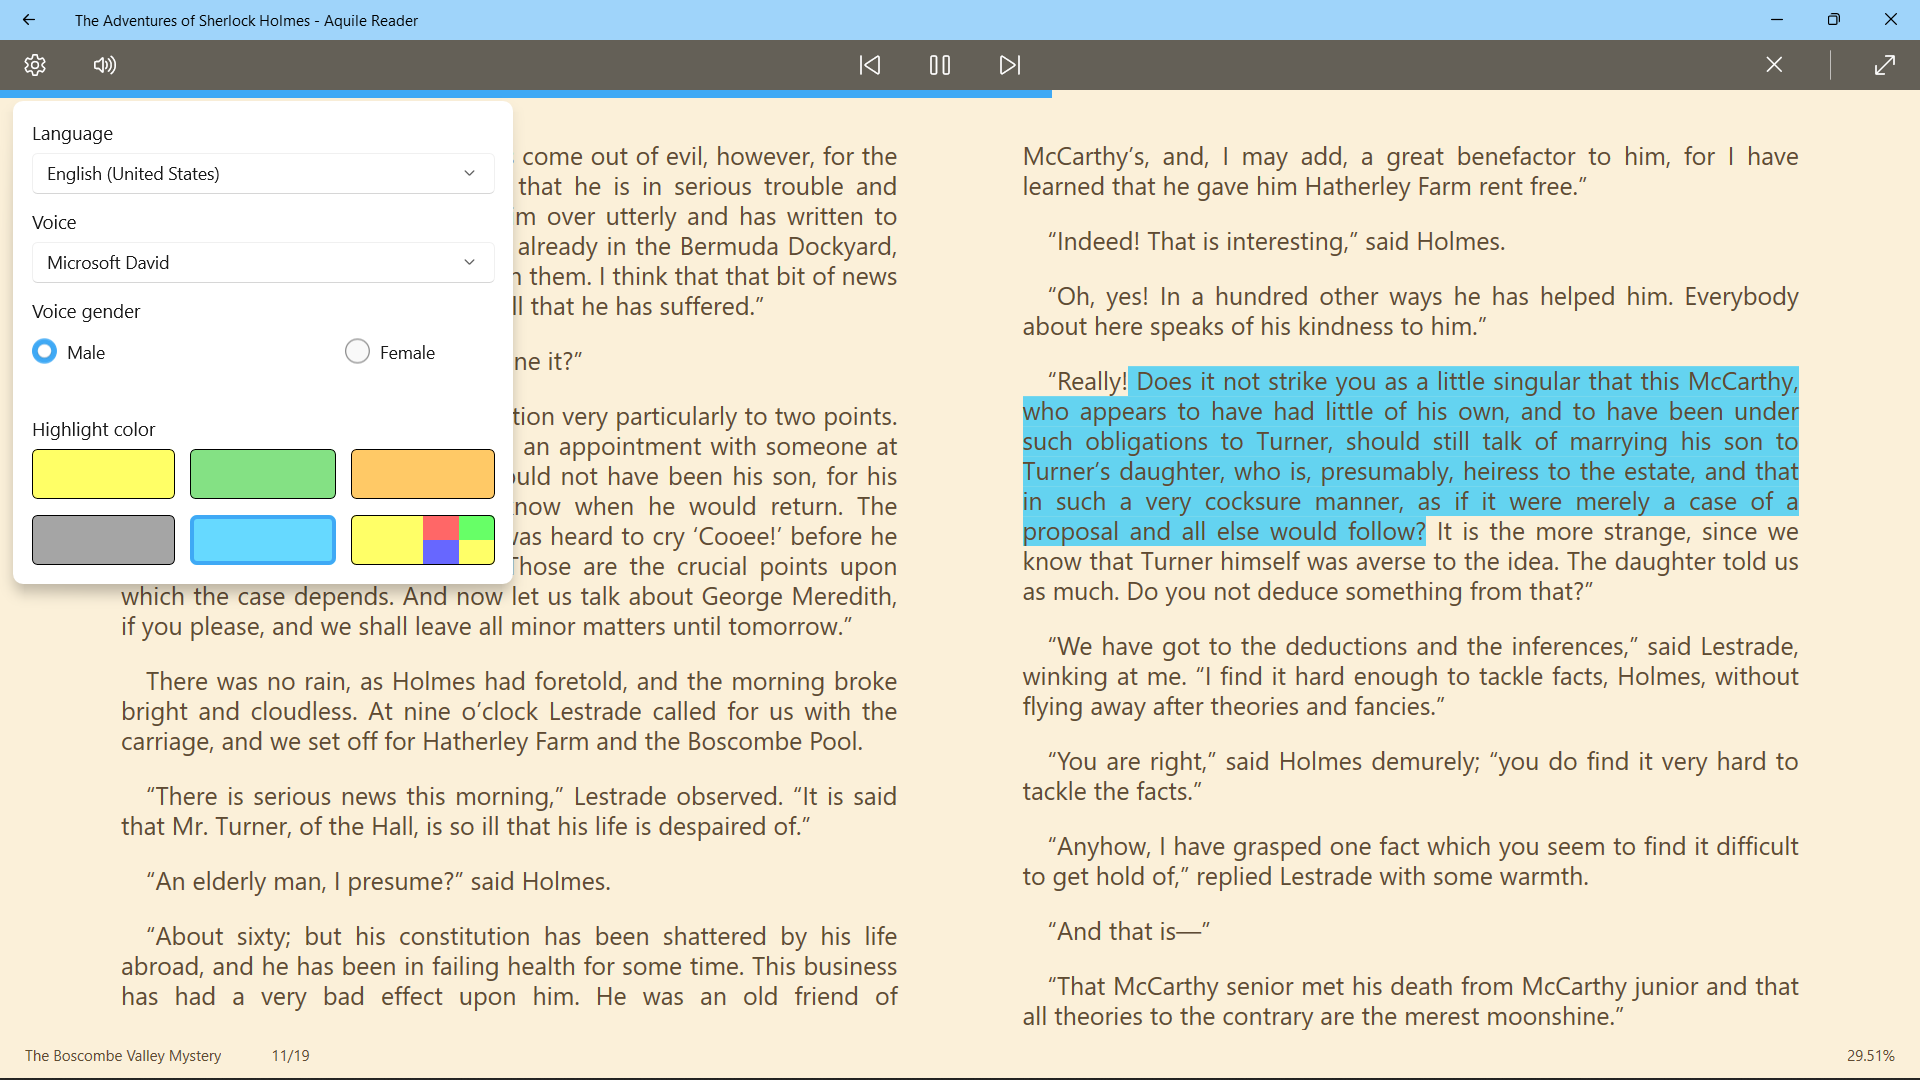 The Adventures of Sherlock Holmes - Aquile Reader
Language
English (United States)
Voice
Microsoft David
Voice gender
Male
Female
Highlight color
come out of evil, however, for the
that he is in serious trouble and
over utterly and has written to
already in the Bermuda Dockyard,
them. I think that that bit of news
that he has suffered.”
it?”
very particularly to two points.
an appointment with someone at
not have been his son, for his
when he would return. The
heard to cry ‘Cooee!’ before he
Those are the crucial points upon
which the case depends. And now let us talk about George Meredith,
if you please, and we shall leave all minor matters until tomorrow.”
There was no rain, as Holmes had foretold, and the morning broke
bright and cloudless. At nine o’clock Lestrade called for us with the
carriage, and we set off for Hatherley Farm and the Boscombe Pool.
“There is serious news this morning,” Lestrade observed. “It is said
that Mr. Turner, of the Hall, is so ill that his life is despaired of.”
“An elderly man, I presume?” said Holmes.
“About sixty; but his constitution has been shattered by his life
abroad, and he has been in failing health for some time. This business
has had a very bad effect upon him. He was an old friend of
McCarthy’s, and, I may add, a great benefactor to him, for I have
learned that he gave him Hatherley Farm rent free.”
“Indeed! That is interesting,” said Holmes.
“Oh, yes! In a hundred other ways he has helped him. Everybody
about here speaks of his kindness to him.”
“Really! Does it not strike you as a little singular that this McCarthy,
who appears to have had little of his own, and to have been under
such obligations to Turner, should still talk of marrying his son to
Turner’s daughter, who is, presumably, heiress to the estate, and that
in such a very cocksure manner, as if it were merely a case of a
proposal and all else would follow? It is the more strange, since we
know that Turner himself was averse to the idea. The daughter told us
as much. Do you not deduce something from that?”
“We have got to the deductions and the inferences,” said Lestrade,
winking at me. “I find it hard enough to tackle facts, Holmes, without
flying away after theories and fancies.”
“You are right,” said Holmes demurely; “you do find it very hard to
tackle the facts.”
“Anyhow, I have grasped one fact which you seem to find it difficult
to get hold of,” replied Lestrade with some warmth.
“And that is—”
“That McCarthy senior met his death from McCarthy junior and that
all theories to the contrary are the merest moonshine.”
The Boscombe Valley Mystery
11/19
29.51%